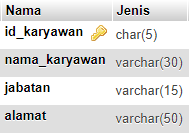 Nama Jenis
id_karyawan char(5)
nama_karyawan varchar(30)
jabatan varchar(15)
alamat varchar(50)